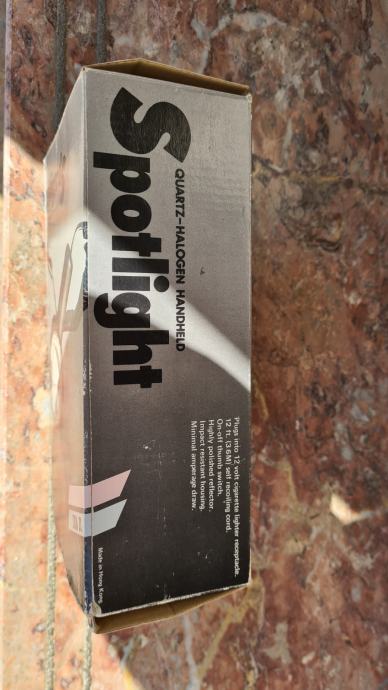 QUARTZ-HALOGEN HANDHELD
Spotlight
Plugs into 12 volt cigarette lighter receptacle.
12 ft. (3.6M) self recoiling cord.
On-off thumb switch.
Highly polished reflector.
Impact resistant housing.
Minimal amperage draw.
Made in Hong Kong